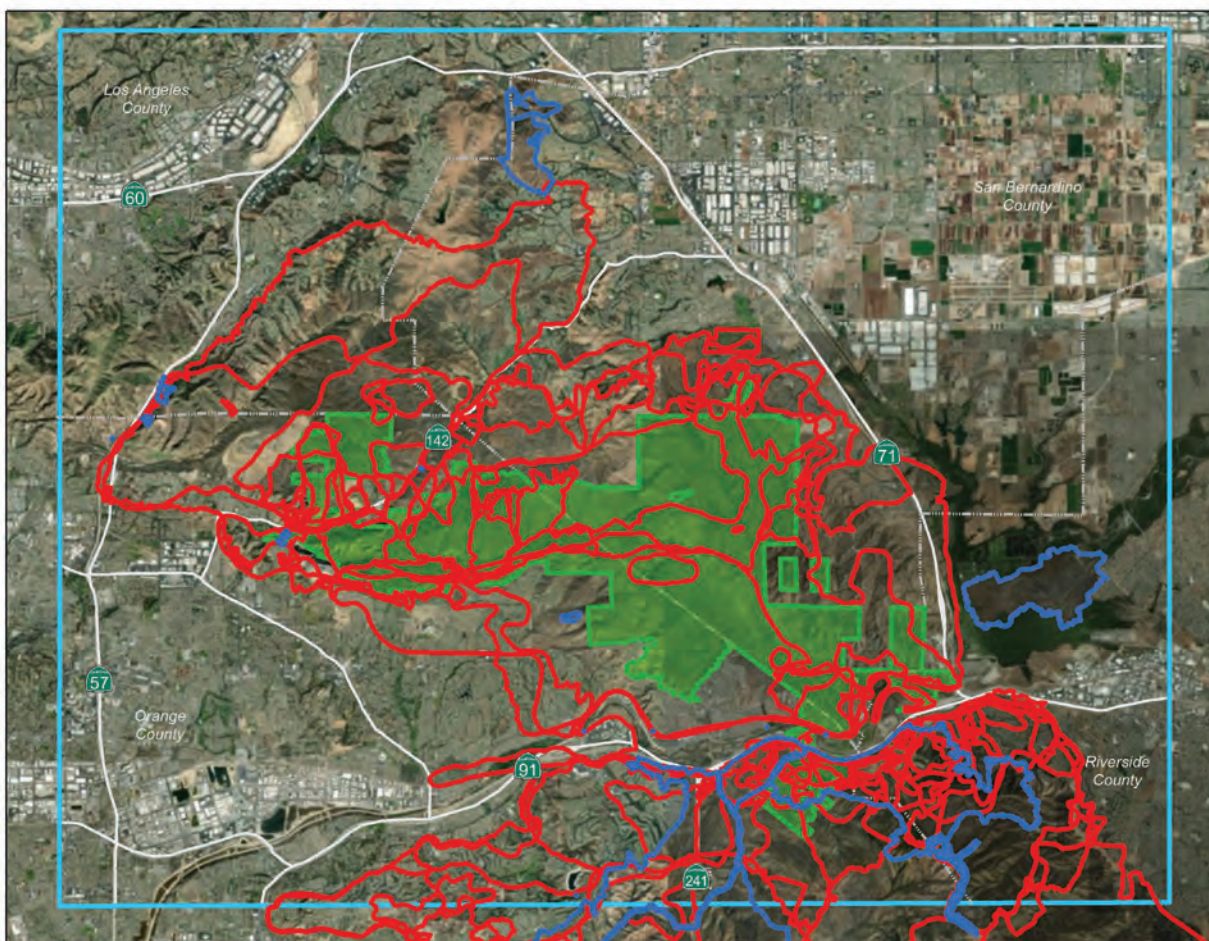 Los Angeles
County
60
San Bernardino
County
142
71
57
Orange
County
91
Riverside
County
241